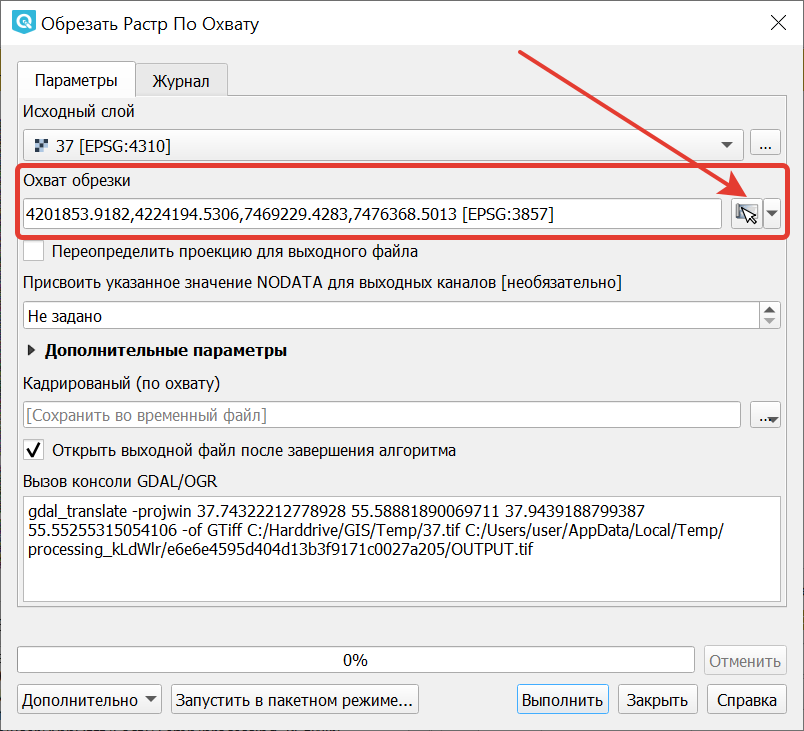 Обрезать Растр По Охвату
Параметры
Журнал
Исходный слой
37 [EPSG:4310]
...
Охват обрезки
4201853.9182,4224194.5306,7469229.4283,7476368.5013 [EPSG:3857]
Переопределить проекцию для выходного файла
Присвоить указанное значение NODATA для выходных каналов [необязательно]
Не задано
Дополнительные параметры
Кадрированый (по охвату)
[Сохранить во временный файл]
...
Открыть выходной файл после завершения алгоритма
Вызов консоли GDAL/OGR
gdal_translate -projwin 37.74322212778928 55.58881890069711 37.9439188799387
55.55255315054106 -of GTiff C:/Harddrive/GIS/Temp/37.tif C:/Users/user/AppData/Local/Temp/
processing_kLdWlr/e6e6e4595d404d13b3f9171c0027a205/OUTPUT.tif
0%
Отменить
Дополнительно
Запустить в пакетном режиме...
Выполнить
Закрыть
Справка